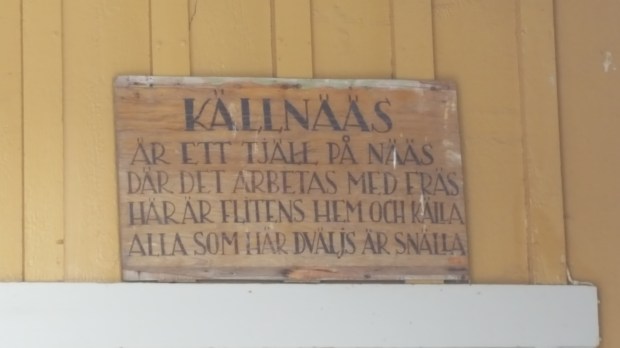 KÄLLNÄÄS
ÄR ETT TJÄLL PÅ NÄÄS
DÄR DET ARBETAS MED FRÄS
HÄR ÄR FLITENS HEM OCH KÄLLA
ALLA SOM HÄR DVÄLJS ÄR SNÄLLA